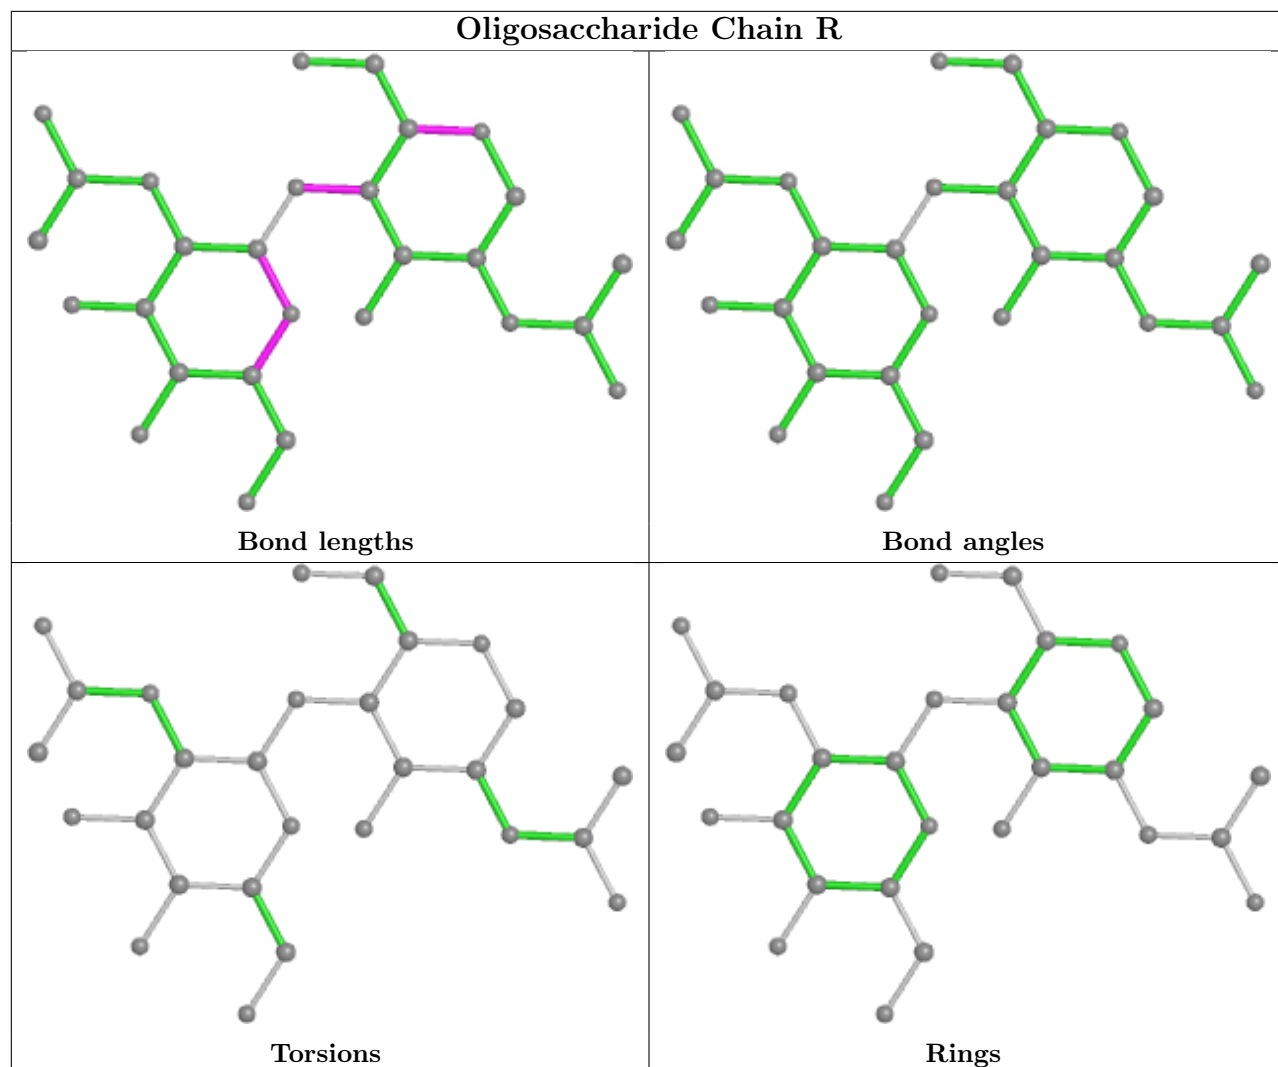 Oligosaccharide Chain R
Bond lengths
Bond angles
Torsions
Rings